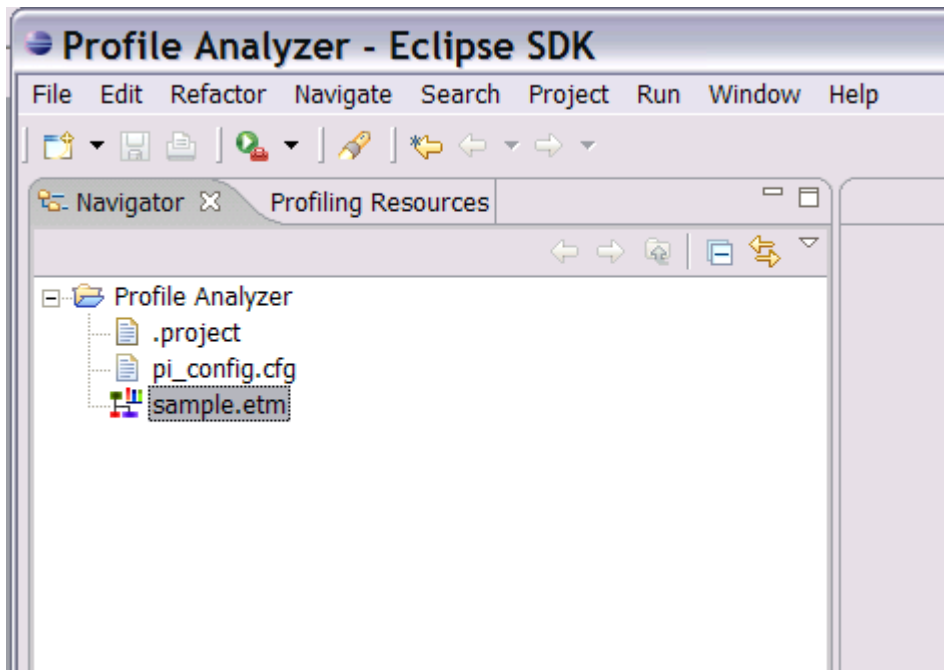 Profile Analyzer - Eclipse SDK
File Edit Refactor Navigate Search Project Run Window Help
Navigator Profiling Resources
Profile Analyzer
.project
pi_config.cfg
sample.etm